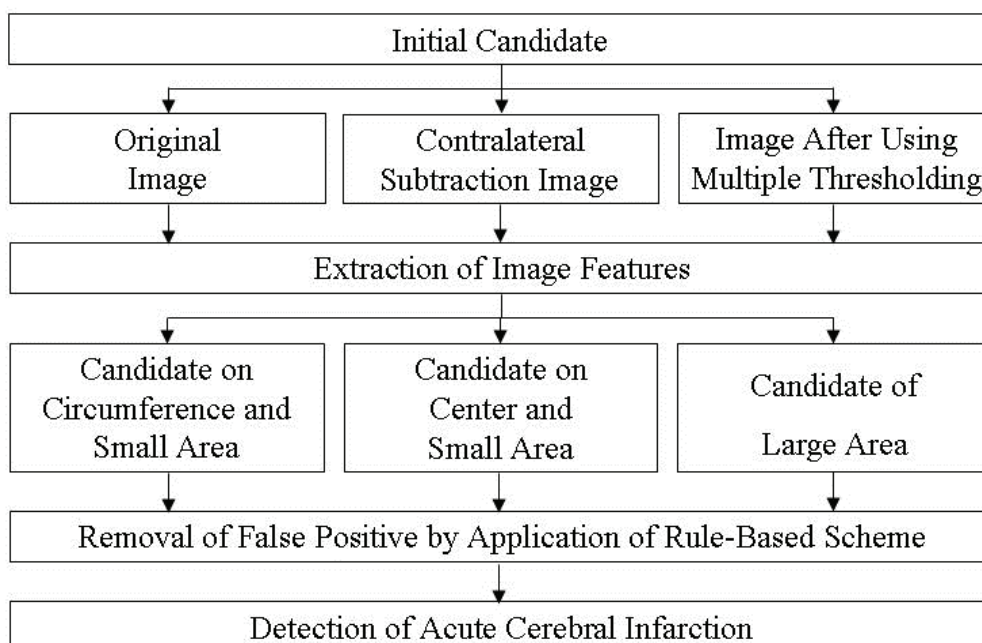 Initial Candidate
Original
Image
Contralateral
Subtraction Image
Image After Using
Multiple Thresholding
Extraction of Image Features
Candidate on
Circumference and
Small Area
Candidate on
Center and
Small Area
Candidate of
Large Area
Removal of False Positive by Application of Rule-Based Scheme
Detection of Acute Cerebral Infarction